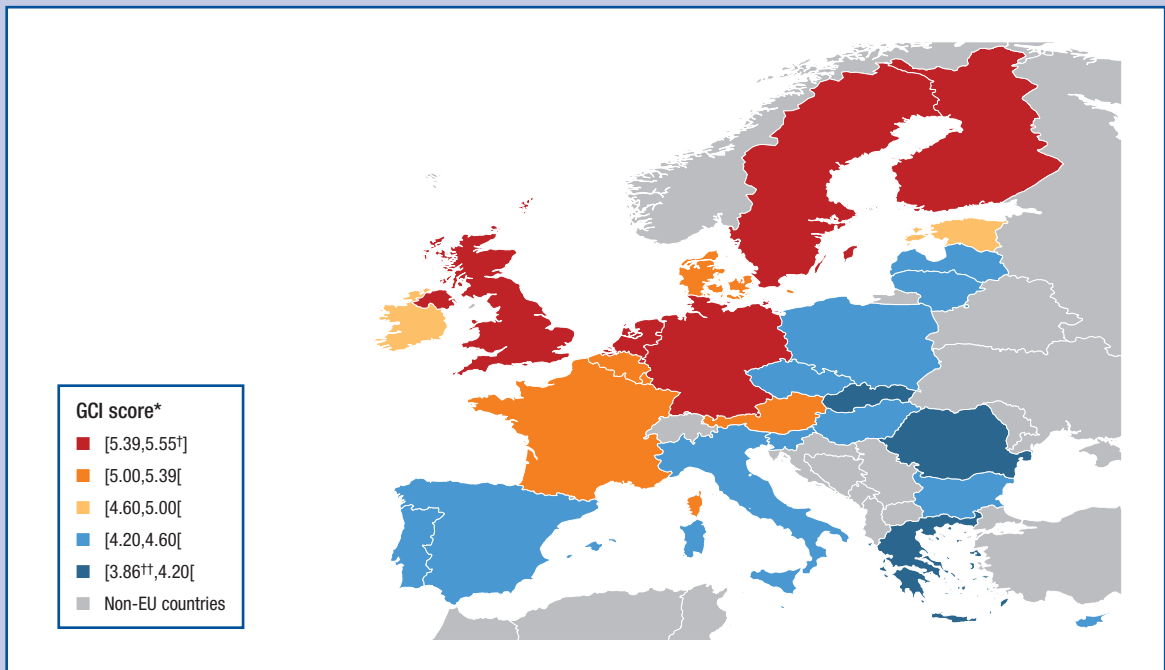 GCI score*
[5.39,5.55†]
[5.00,5.39[
[4.60,5.00[
[4.20,4.60[
[3.86††,4.20[
Non-EU countries